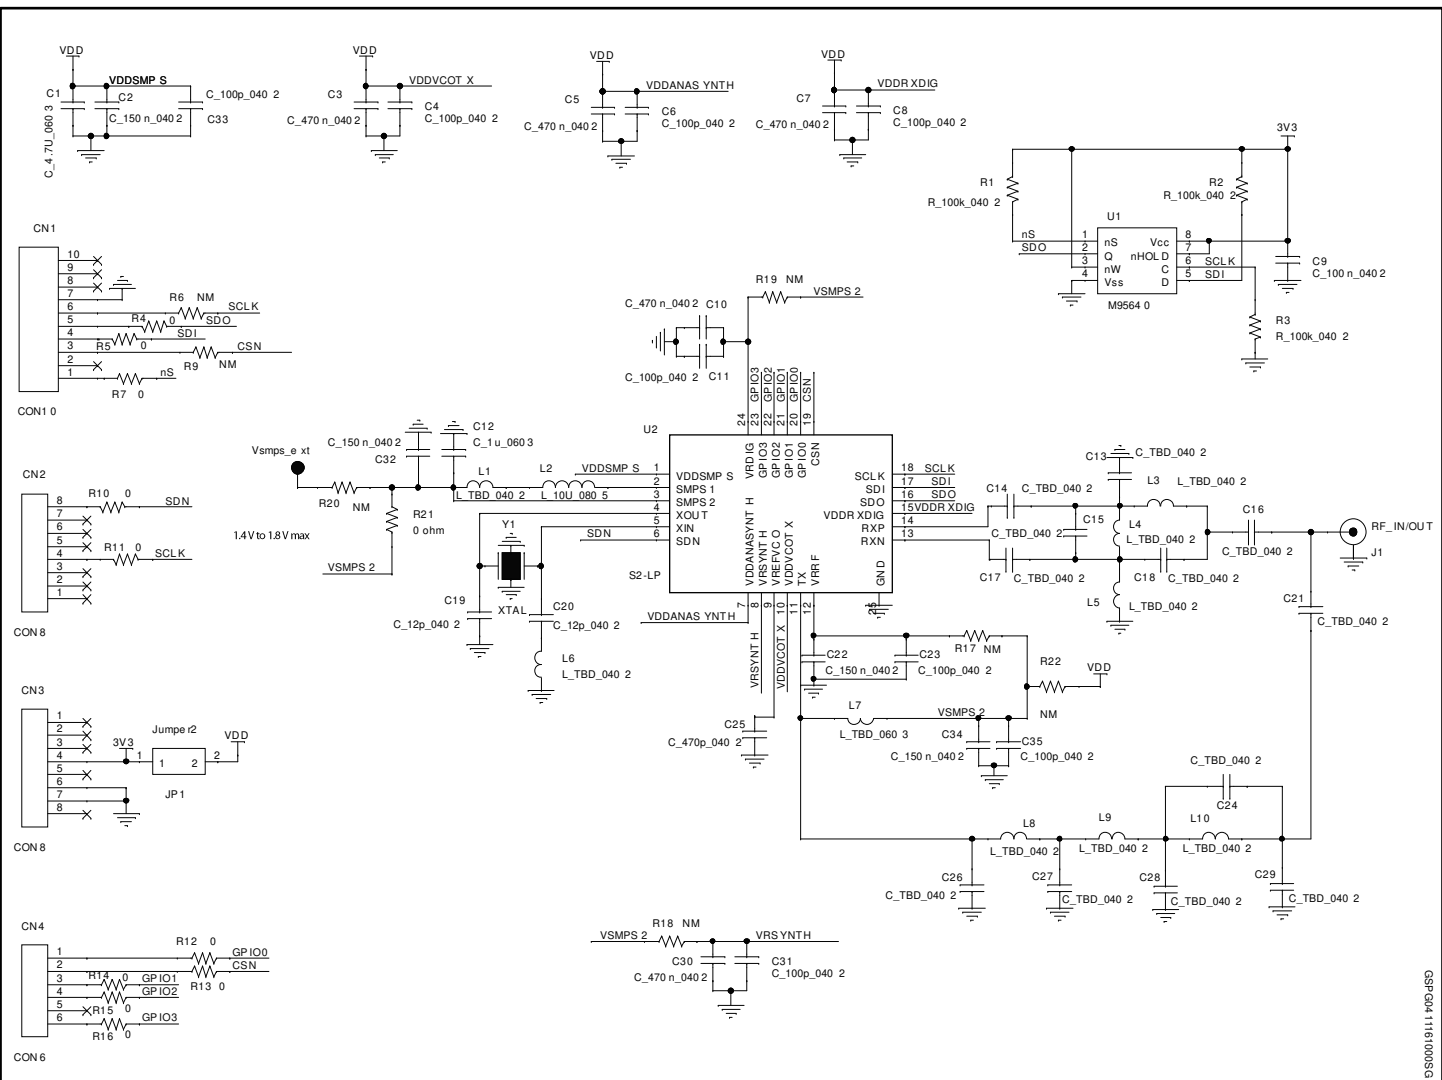 VDD
VDDSMP S
C1
C_4 .7U_060 3
C2
C_150 n_040 2
C_100p_040 2
C33
VDD
VDDVCOT X
C3
C_470 n_040 2
C4
C_100p_040 2
VDD
VDDANAS YNTH
C5
C_470 n_040 2
C6
C_100p_040 2
VDD
VDDR XDIG
C7
C_470 n_040 2
C8
C_100p_040 2
3V3
R1
R_100k_040 2
R2
R_100k_040 2
U1
nS 1 nS Vcc 8
SDO 2 Q nHOL D 7
3 nW C 6 SCLK
4 Vss D 5 SDI
M9564 0
C9
C_100 n_040 2
R3
R_100k_040 2
CN1
10
9
8
7
6 R6 NM SCLK
5 R4 0 SDO
4 R5 0 SDI
3 R9 NM CSN
2
1 R7 0 nS
CON1 0
R19 NM
VSMPS 2
C_470 n_040 2 C10
C_100p_040 2 C11
24
23 GPIO3
22 GPIO2
21 GPIO1
20 GPIO0
19 CSN
U2
VRDIG
GPIO3
GPIO2
GPIO1
GPIO0
CSN
VDDSMP S 1 VDDSMP S
2 SMPS 1
3 SMPS 2
4 XOUT
5 XIN
SDN 6 SDN
SCLK 18 SCLK
SDI 17 SDI
SDO 16 SDO
VDDR XDIG 15 VDDR XDIG
RXP 14
RXN 13
S2-LP
VDDANASYNT H
VRSYNT H
VREFVC O
VDDVCOT X
TX
VRRF
GND
7
8
9
10
11
12
25
VDDANAS YNTH
VRSYNT H
VDDVCOT X
C12
C_1u_060 3
C_150 n_040 2
C32
Vsmps_e xt
L1
L_TBD_040 2
L2
L_10U_080 5
R20 NM
R21
0 ohm
1.4 V to 1.8 V max
VSMPS 2
Y1
XTAL
C19
C_12p_040 2
C20
C_12p_040 2
L6
L_TBD_040 2
C13 C_TBD_040 2
C14 C_TBD_040 2
L3 L_TBD_040 2
C_TBD_040 2 C15
L4
L_TBD_040 2
C16
C_TBD_040 2
RF_IN/OUT
J1
C17 C_TBD_040 2
C18 C_TBD_040 2
L5
L_TBD_040 2
C21
C_TBD_040 2
C22
C_150 n_040 2
C23
C_100p_040 2
R17 NM
R22
NM
VDD
C25
C_470p_040 2
L7
L_TBD_060 3
VSMPS 2
C34
C_150 n_040 2
C35
C_100p_040 2
C_TBD_040 2
C24
L8
L_TBD_040 2
L9
L_TBD_040 2
L10
L_TBD_040 2
C26
C_TBD_040 2
C27
C_TBD_040 2
C28
C_TBD_040 2
C29
C_TBD_040 2
CN2
8 R10 0 SDN
7
6
5
4 R11 0 SCLK
3
2
1
CON 8
CN3
1
2
3
4 3V3
5
6
7
8
CON 8
Jumper2
1 1 2 2
VDD
JP1
CN4
1 R12 0 GPIO0
2 R13 0 CSN
3 R14 0 GPIO1
4 R15 0 GPIO2
5
6 R16 0 GPIO3
CON 6
VSMPS 2 R18 NM VRSYNTH
C30
C_470 n_040 2
C31
C_100p_040 2
GSPG04 11161000SG